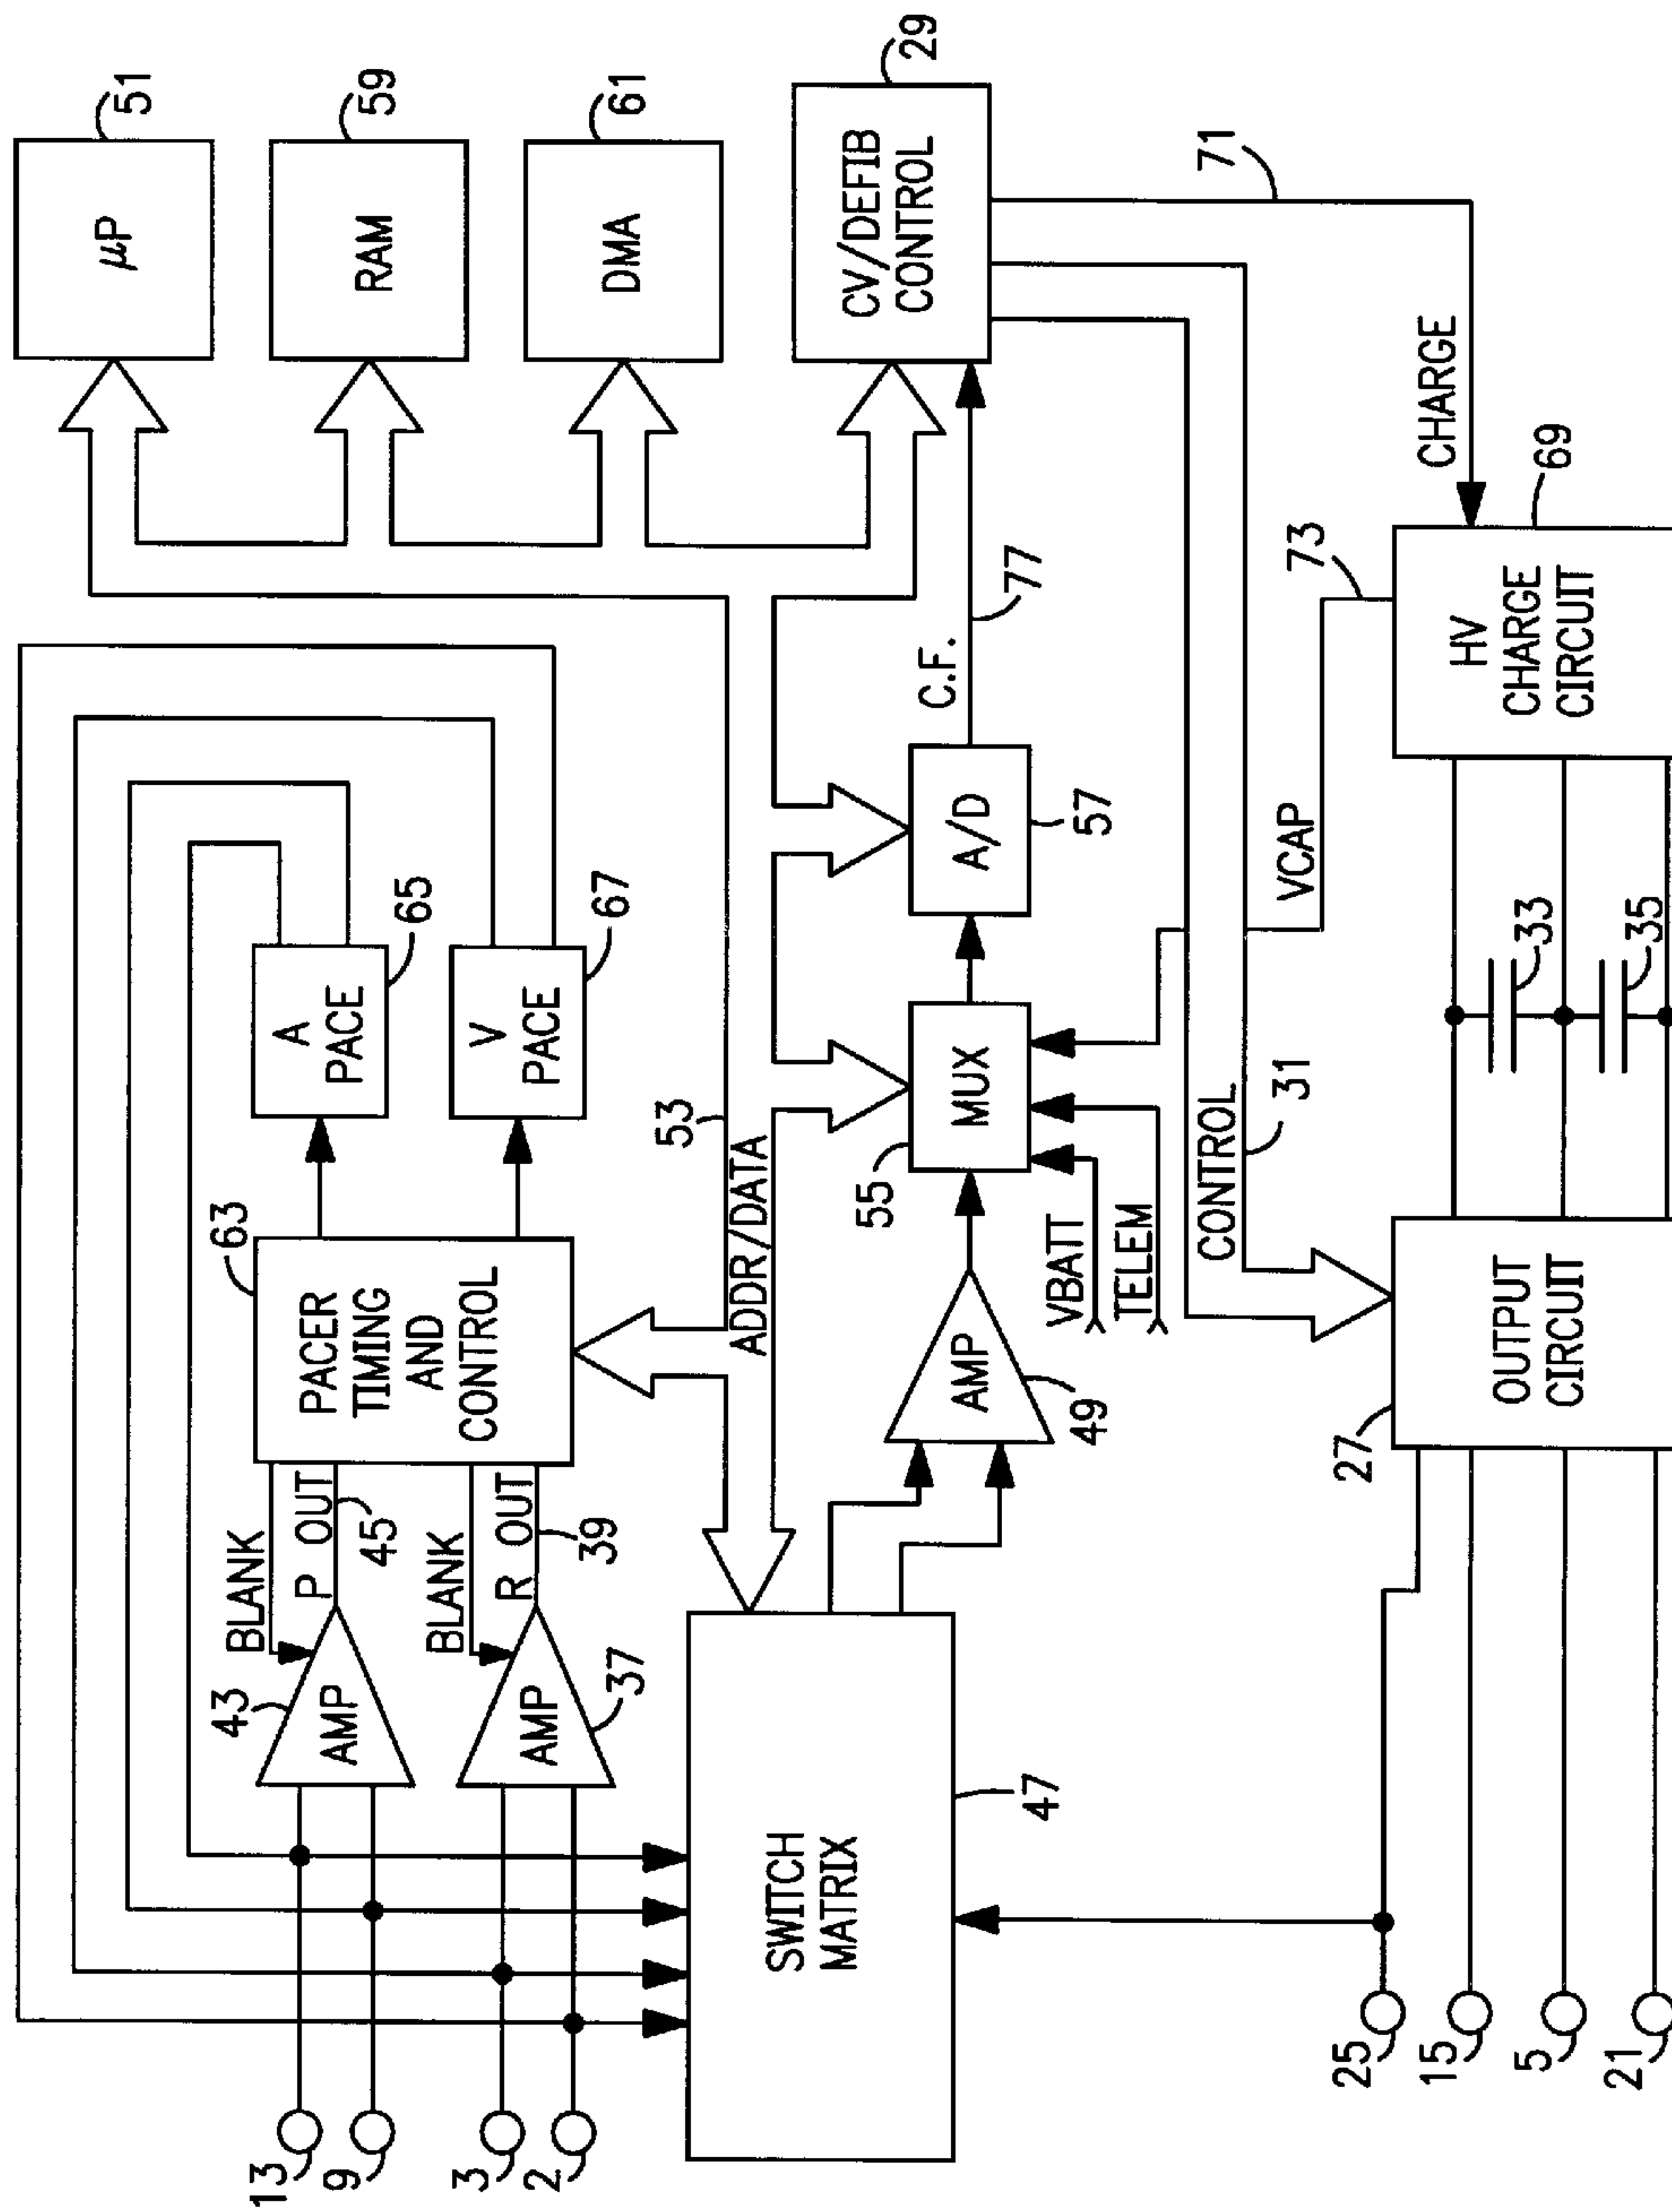 µP
51
RAM
59
DMA
61
CV/DEFIB
CONTROL
29
71
CHARGE
A
PACE
65
V
PACE
67
C.F.
77
A/D
57
VCAP
73
HV
CHARGE
CIRCUIT
69
33
35
53
ADDR/DATA
63
PACER
TIMING
AND
CONTROL
MUX
55
VBATT
TELEM
CONTROL
31
AMP
49
OUTPUT
CIRCUIT
27
BLANK
P OUT
45
BLANK
R OUT
39
43
AMP
AMP
37
SWITCH
MATRIX
47
13
9
3
2
25
15
5
21